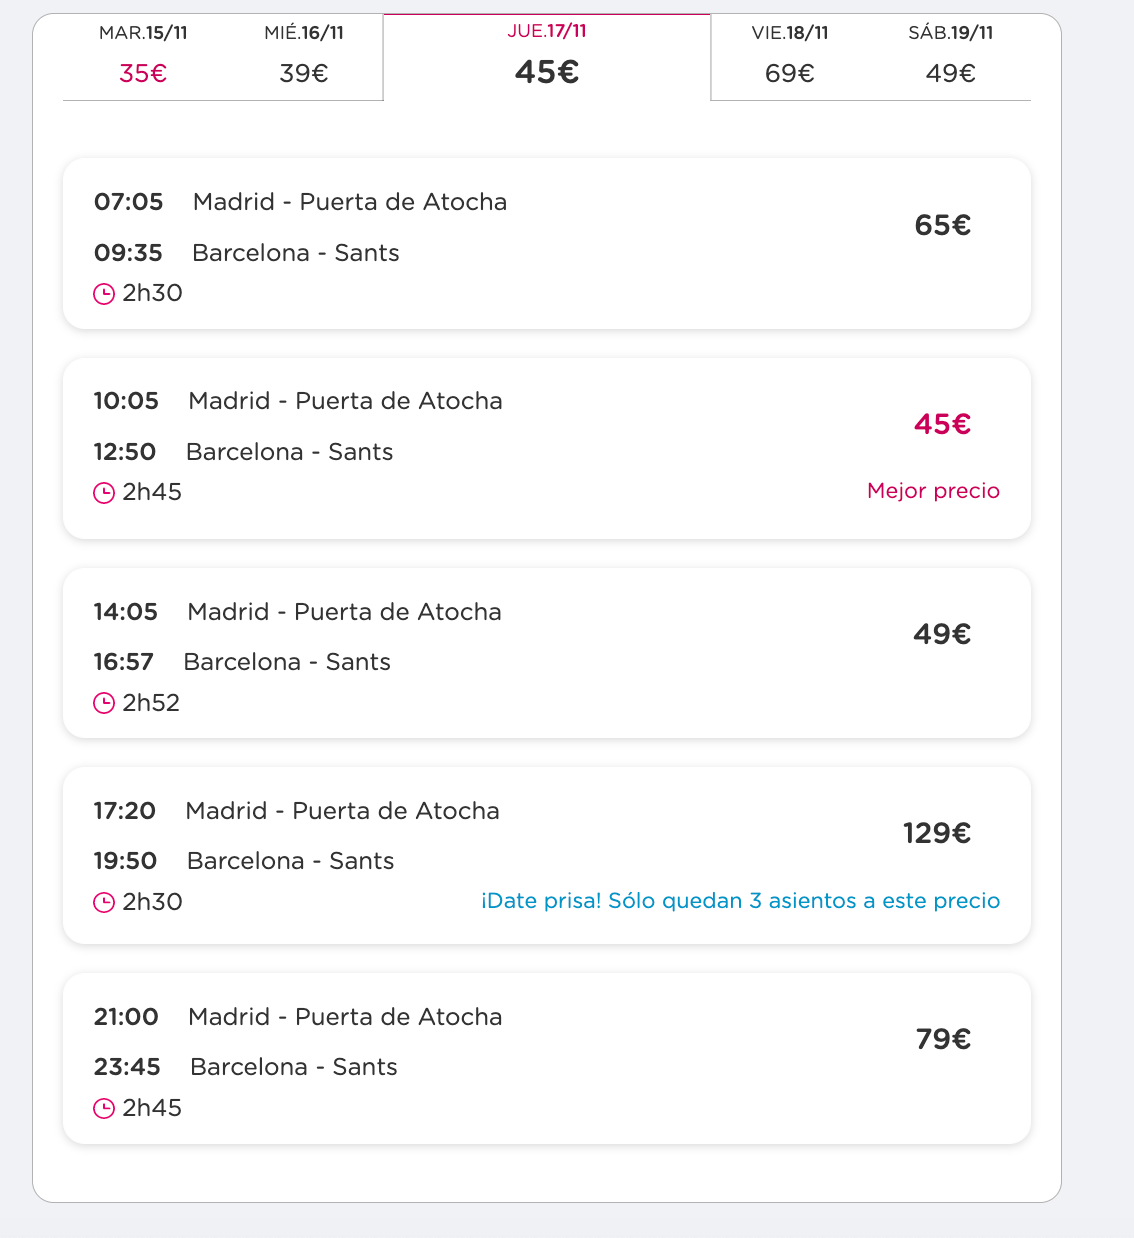 MAR.15/11 MIÉ.16/11 JUE.17/11 VIE.18/11 SÁB.19/11
35€ 39€ 45€ 69€ 49€
07:05 Madrid - Puerta de Atocha
65€
09:35 Barcelona - Sants
2h30
10:05 Madrid - Puerta de Atocha
45€
12:50 Barcelona - Sants
2h45 Mejor precio
14:05 Madrid - Puerta de Atocha
49€
16:57 Barcelona - Sants
2h52
17:20 Madrid - Puerta de Atocha
129€
19:50 Barcelona - Sants
2h30 ¡Date prisa! Sólo quedan 3 asientos a este precio
21:00 Madrid - Puerta de Atocha
79€
23:45 Barcelona - Sants
2h45